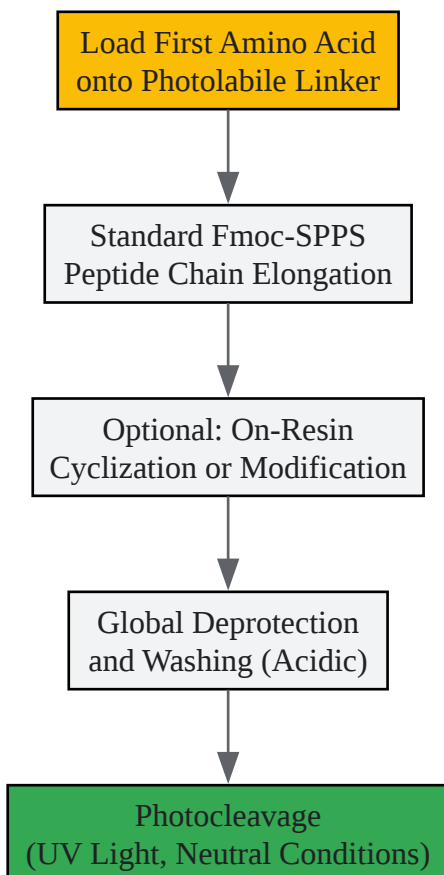 Load First Amino Acid
onto Photolabile Linker
Standard Fmoc-SPPS
Peptide Chain Elongation
Optional: On-Resin
Cyclization or Modification
Global Deprotection
and Washing (Acidic)
Photocleavage
(UV Light, Neutral Conditions)